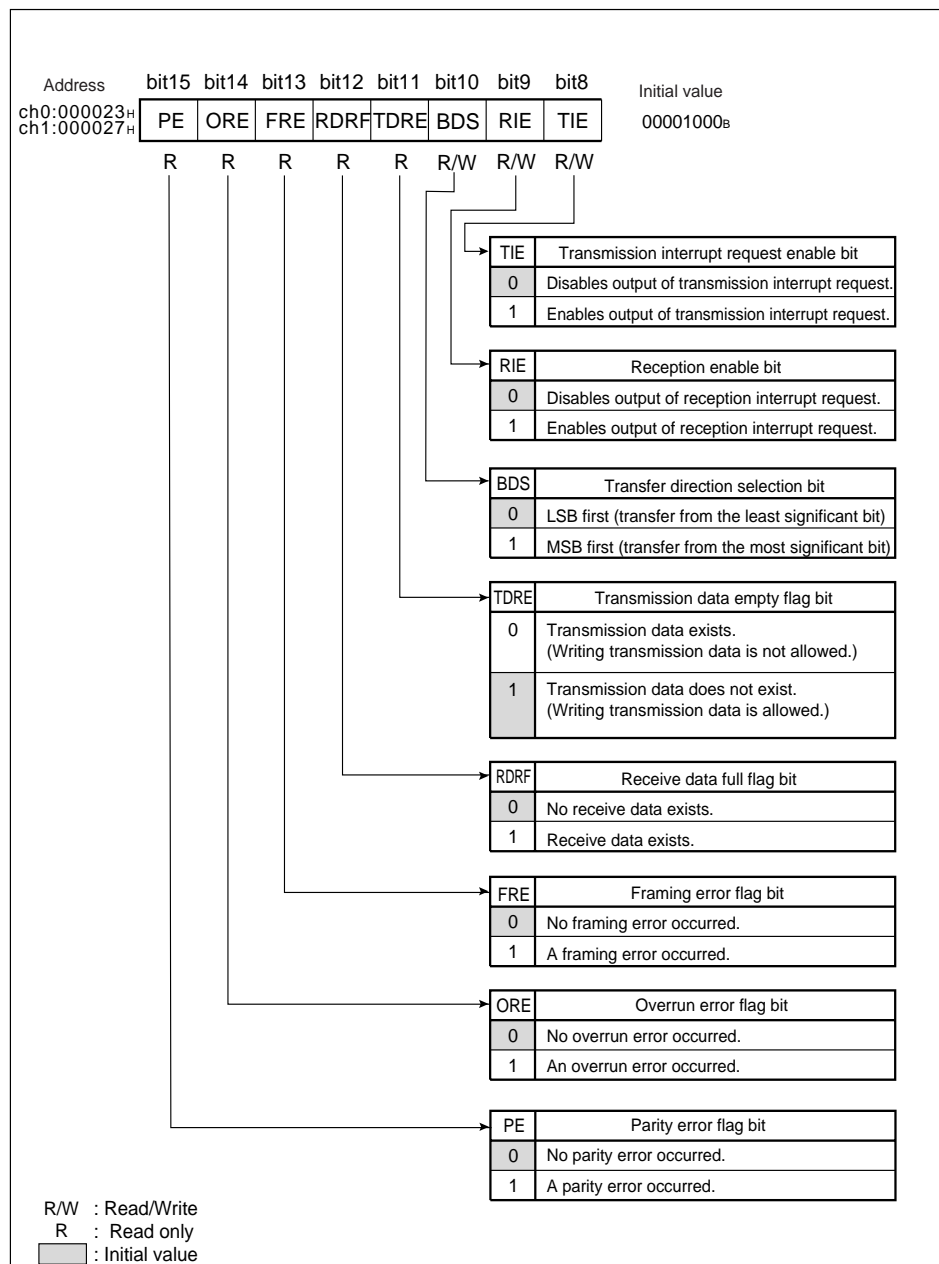 Address bit15 bit14 bit13 bit12 bit11 bit10 bit9 bit8 Initial value
ch0:000023H
ch1:000027H
PE ORE FRE RDRF TDRE BDS RIE TIE 00001000B
R R R R R R/W R/W R/W
TIE Transmission interrupt request enable bit
0 Disables output of transmission interrupt request.
1 Enables output of transmission interrupt request.
RIE Reception enable bit
0 Disables output of reception interrupt request.
1 Enables output of reception interrupt request.
BDS Transfer direction selection bit
0 LSB first (transfer from the least significant bit)
1 MSB first (transfer from the most significant bit)
TDRE Transmission data empty flag bit
0 Transmission data exists.
(Writing transmission data is not allowed.)
1 Transmission data does not exist.
(Writing transmission data is allowed.)
RDRF Receive data full flag bit
0 No receive data exists.
1 Receive data exists.
FRE Framing error flag bit
0 No framing error occurred.
1 A framing error occurred.
ORE Overrun error flag bit
0 No overrun error occurred.
1 An overrun error occurred.
PE Parity error flag bit
0 No parity error occurred.
1 A parity error occurred.
R/W : Read/Write
R : Read only
: Initial value